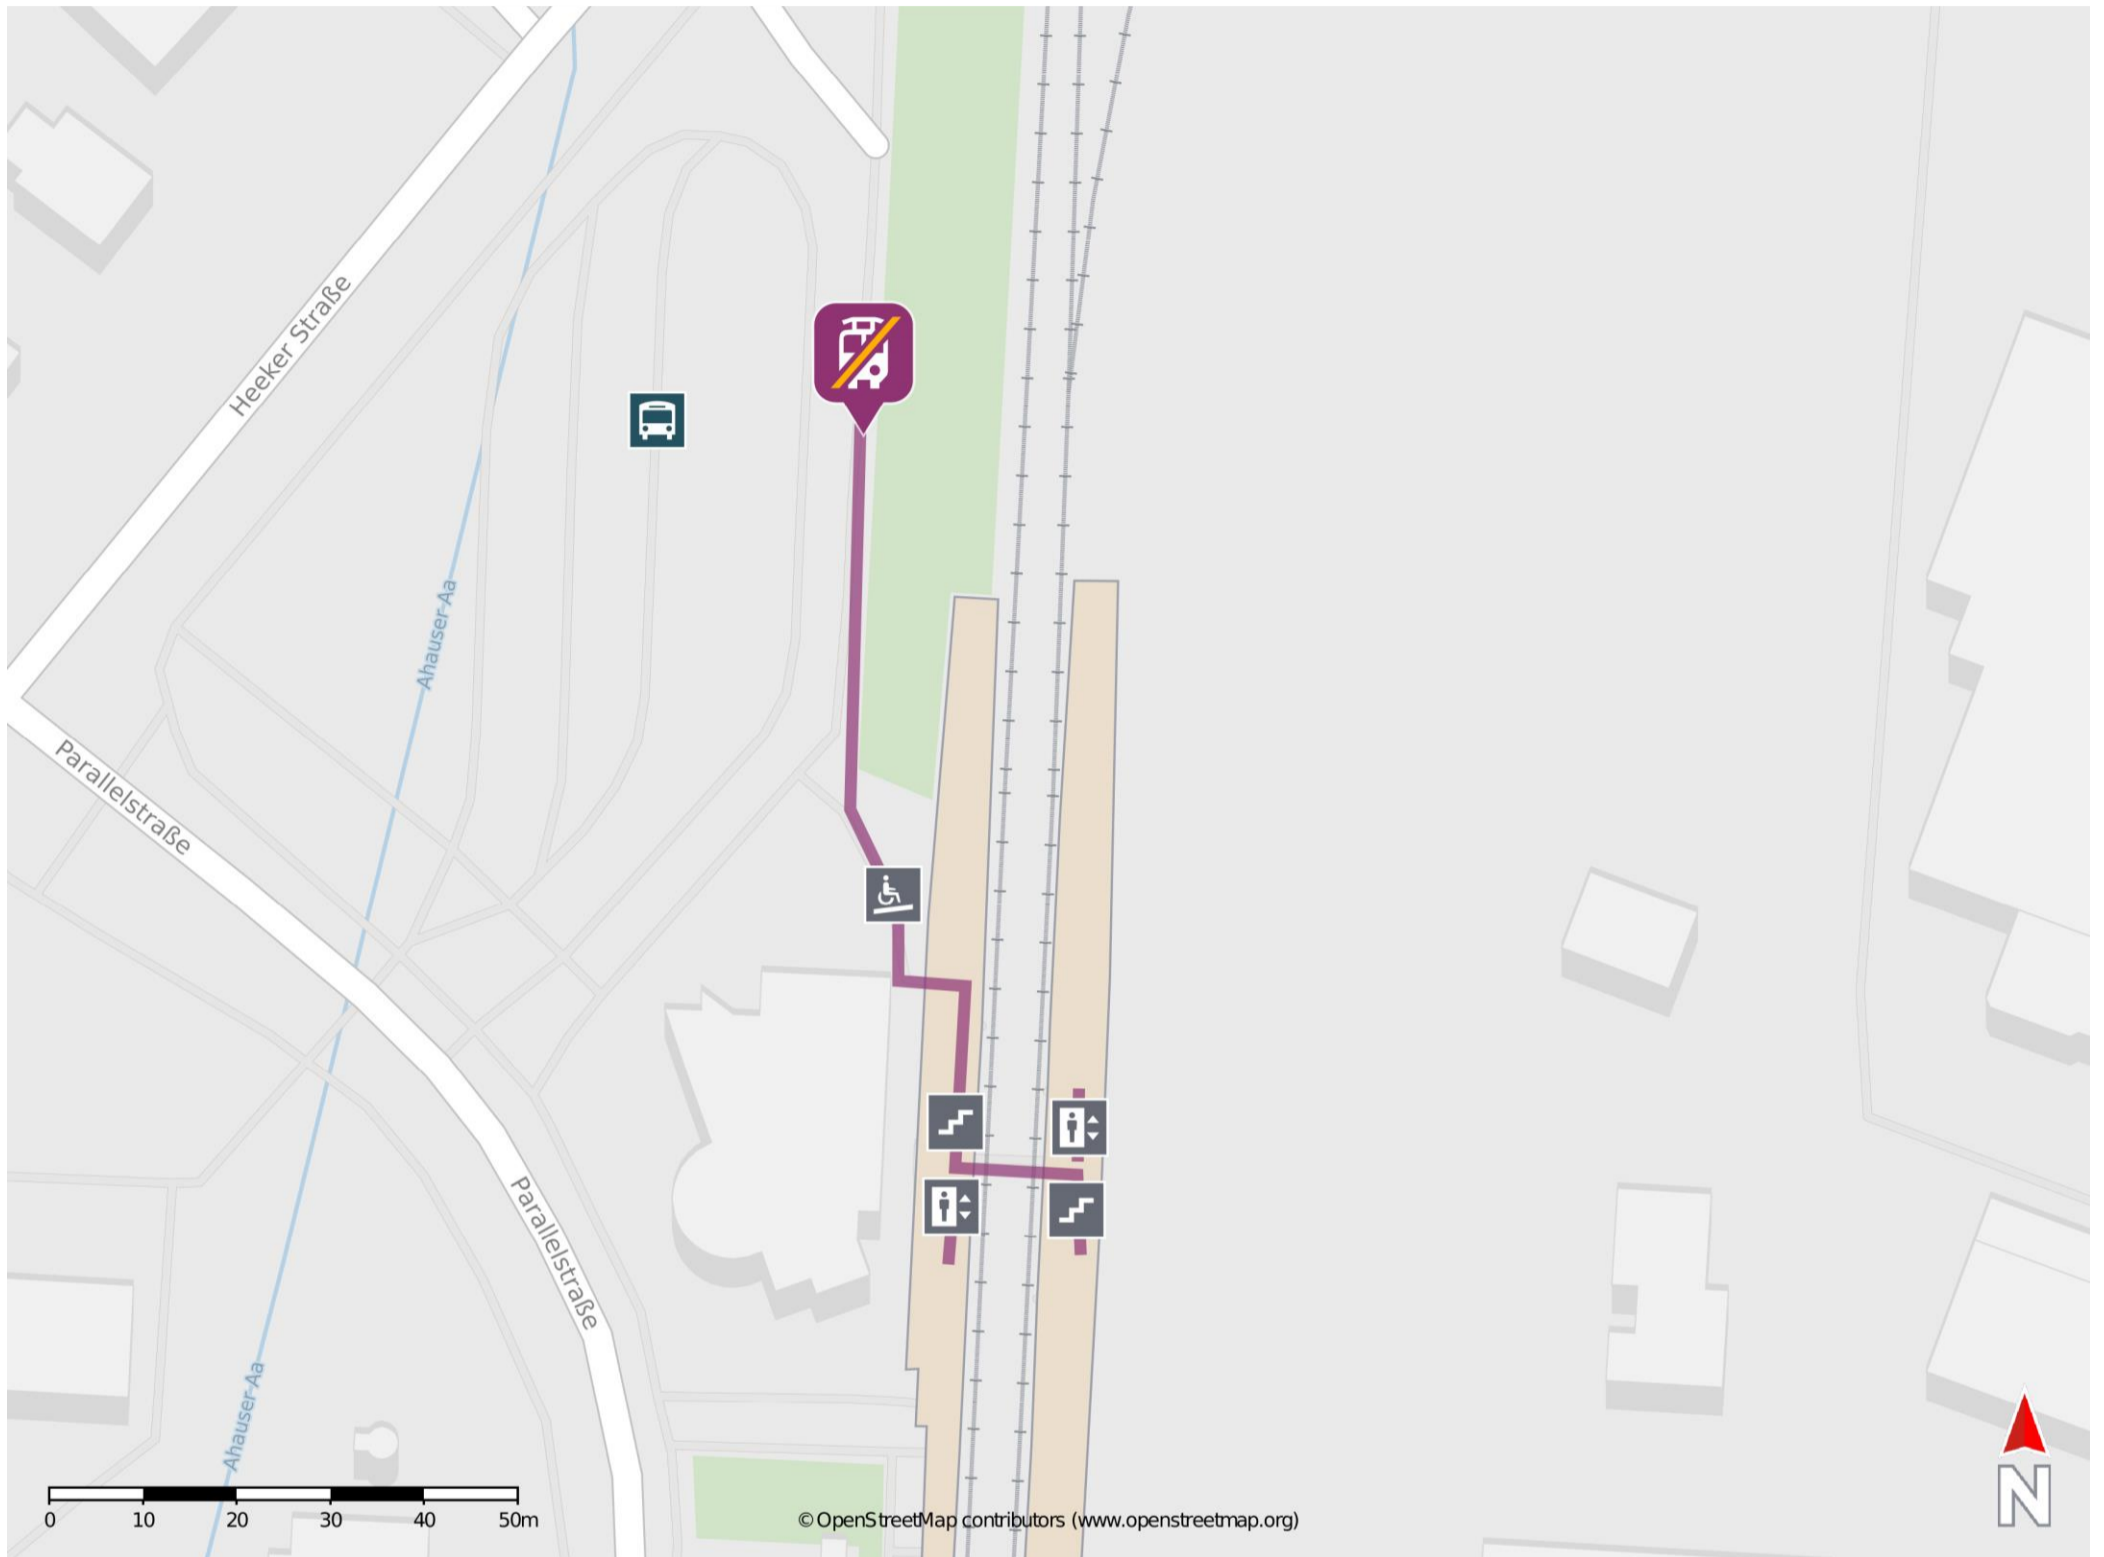 Heeker Straße
Ahauser-Aa
Parallelstraße
Parallelstraße
Ahauser-Aa
0 10 20 30 40 50m
© OpenStreetMap contributors (www.openstreetmap.org)
N